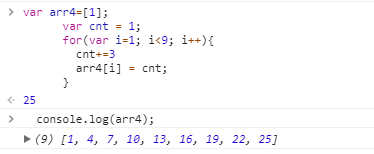 > var arr4=[1];
var cnt = 1;
for(var i=1; i<9; i++){
cnt+=3
arr4[i] = cnt;
}
< 25
> console.log(arr4);
▶ (9) [1, 4, 7, 10, 13, 16, 19, 22, 25]